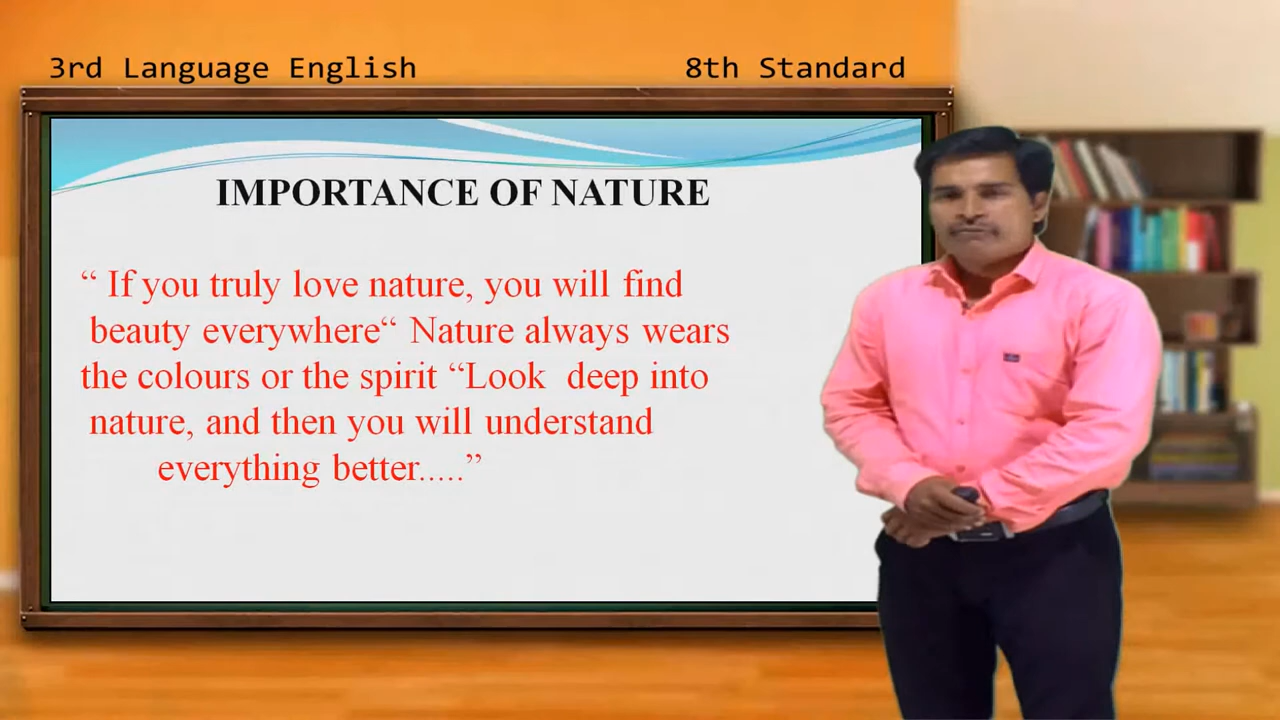 3rd Language English
8th Standard
IMPORTANCE OF NATURE
“ If you truly love nature, you will find
beauty everywhere“ Nature always wears
the colours or the spirit “Look deep into
nature, and then you will understand
everything better.....”